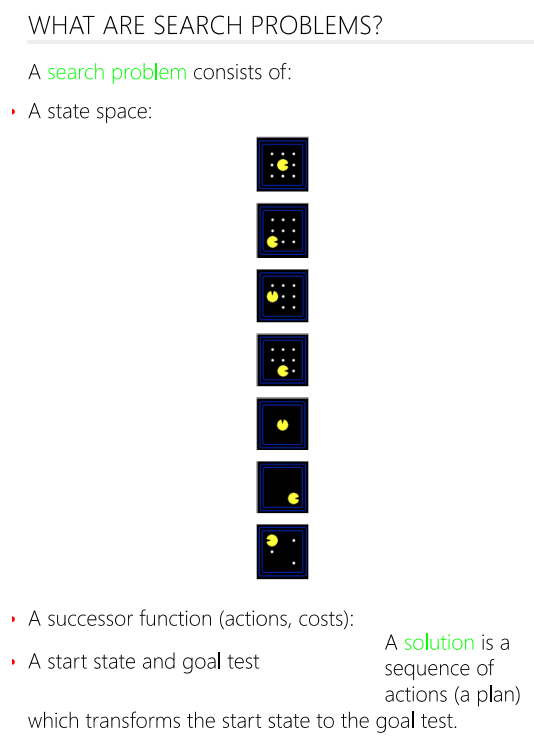 WHAT ARE SEARCH PROBLEMS?
A search problem consists of:
A state space:
A successor function (actions, costs):
A start state and goal test
A solution is a
sequence of
actions (a plan)
which transforms the start state to the goal test.